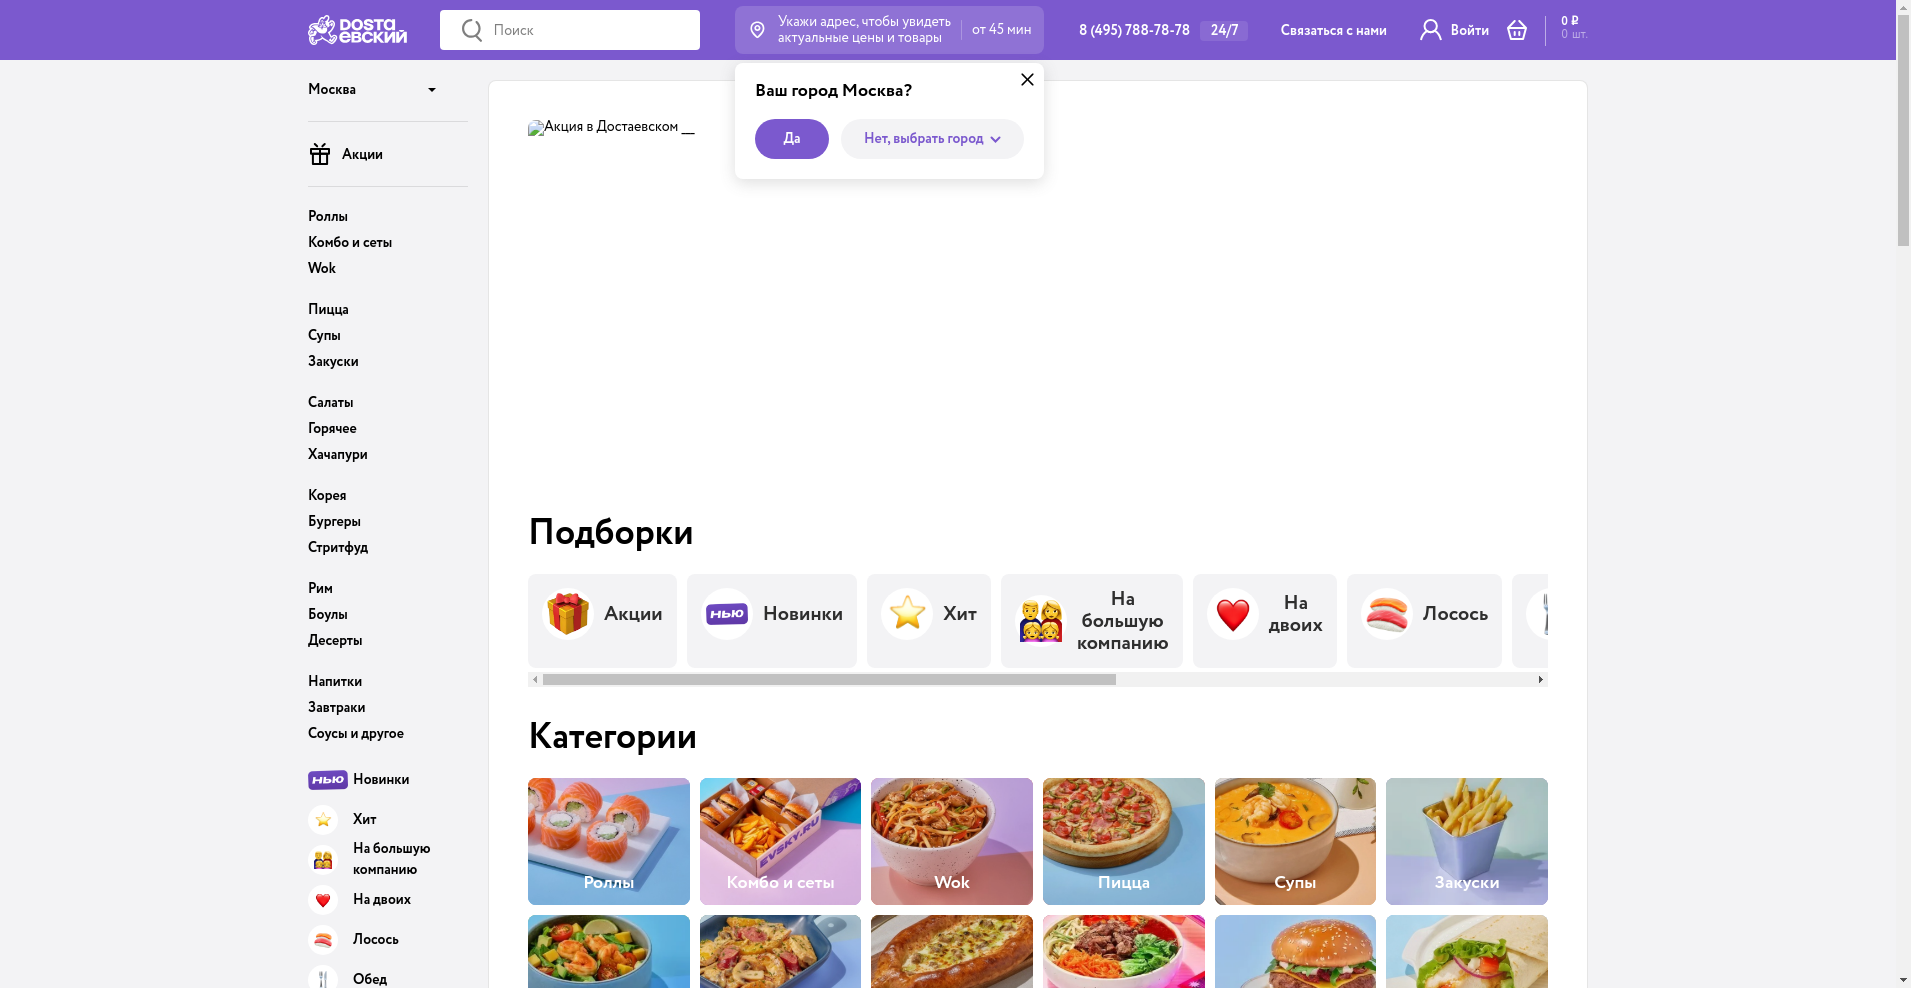 DOSTAЕВСКИЙ
Поиск
Укажи адрес, чтобы увидеть
актуальные цены и товары
от 45 мин
8 (495) 788-78-78
24/7
Связаться с нами
Войти
0 ₽
0 шт.
Ваш город Москва?
Да
Нет, выбрать город
Москва
Акции
Роллы
Комбо и сеты
Wok
Пицца
Супы
Закуски
Салаты
Горячее
Хачапури
Корея
Бургеры
Стритфуд
Рим
Боулы
Десерты
Напитки
Завтраки
Соусы и другое
НЬЮ
Новинки
Хит
На большую
компанию
На двоих
Лосось
Обед
Акция в Достаевском __
Подборки
Акции
НЬЮ
Новинки
Хит
На
большую
компанию
На
двоих
Лосось
Категории
Роллы
EVSKY.RU
Комбо и сеты
Wok
Пицца
Супы
Закуски